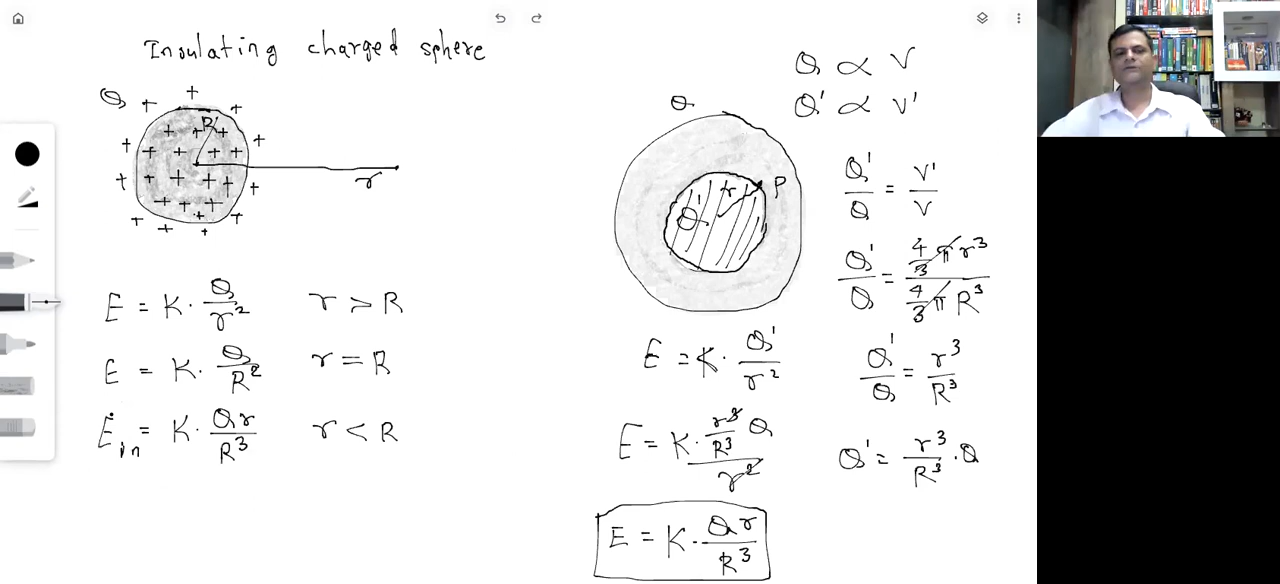 Insulating charged sphere
Q
R
r
E = K · Q/r² r > R
E = K · Q/R² r = R
E in = K · Qr/R³ r < R
Q
Q'
r
P
E = K · Q'/r²
E = K · r³/R³ Q / r²
E = K · Qr/R³
Q ∝ V
Q' ∝ V'
Q'/Q = V'/V
Q'/Q = 4/3 π r³ / 4/3 π R³
Q'/Q = r³/R³
Q' = r³/R³ · Q